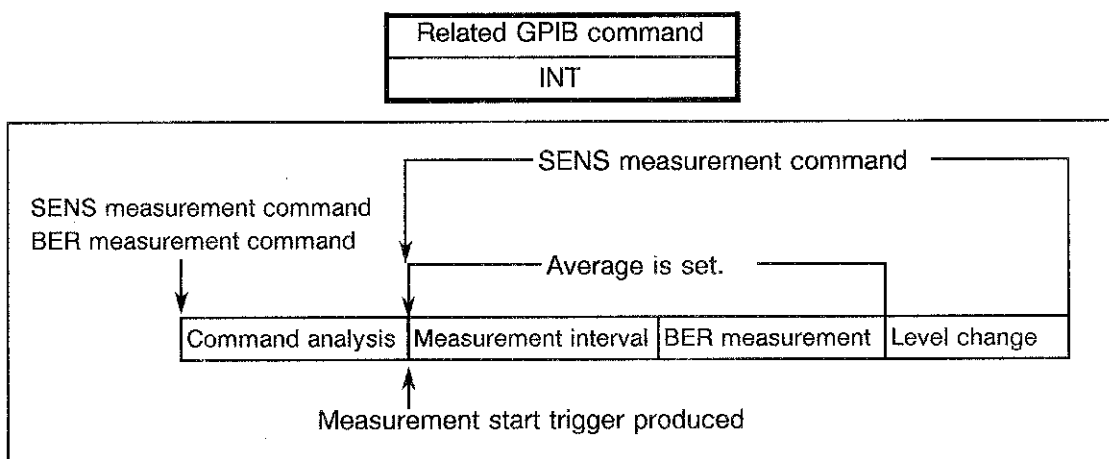 Related GPIB command
INT
SENS measurement command
SENS measurement command
BER measurement command
Average is set.
Command analysis Measurement interval BER measurement Level change
Measurement start trigger produced